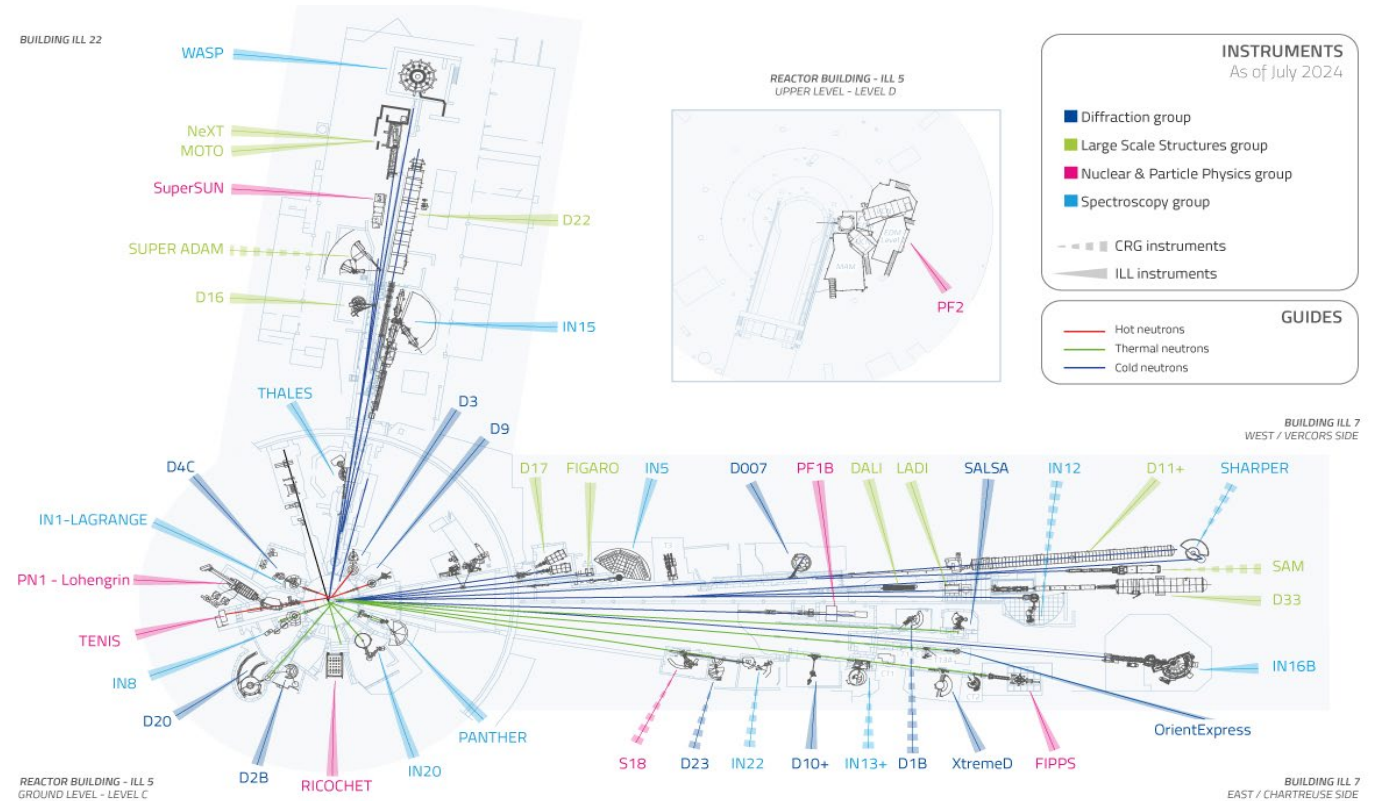 BUILDING ILL 22
WASP
NeXT
MOTO
SuperSUN
SUPER ADAM
D16
D22
IN15
REACTOR BUILDING - ILL 5
UPPER LEVEL - LEVEL D
MAM
EDM
Level
PF2
INSTRUMENTS
As of July 2024
Diffraction group
Large Scale Structures group
Nuclear & Particle Physics group
Spectroscopy group
CRG instruments
ILL instruments
GUIDES
Hot neutrons
Thermal neutrons
Cold neutrons
BUILDING ILL 7
WEST / VERCORS SIDE
THALES
D3
D9
D4C
IN1-LAGRANGE
PN1 - Lohengrin
TENIS
IN8
D20
D2B
RICOCHET
IN20
PANTHER
D17
FIGARO
IN5
D007
PF1B
DALI
LADI
SALSA
IN12
D11+
SHARPER
SAM
D33
IN16B
OrientExpress
S18
D23
IN22
D10+
IN13+
D1B
XtremeD
FIPPS
CT1
CT2
REACTOR BUILDING - ILL 5
GROUND LEVEL - LEVEL C
BUILDING ILL 7
EAST / CHARTREUSE SIDE